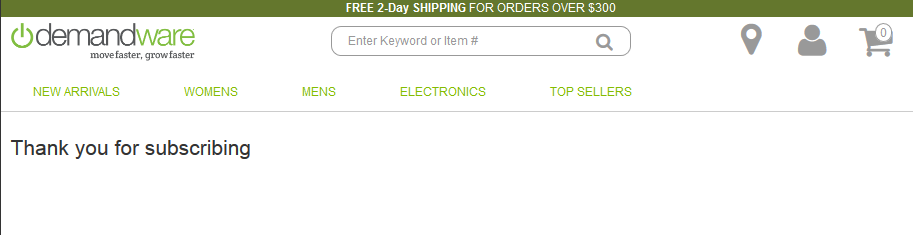 FREE 2-Day SHIPPING FOR ORDERS OVER $300
demandware
move faster, grow faster
Enter Keyword or Item #
0
NEW ARRIVALS WOMENS MENS ELECTRONICS TOP SELLERS
Thank you for subscribing